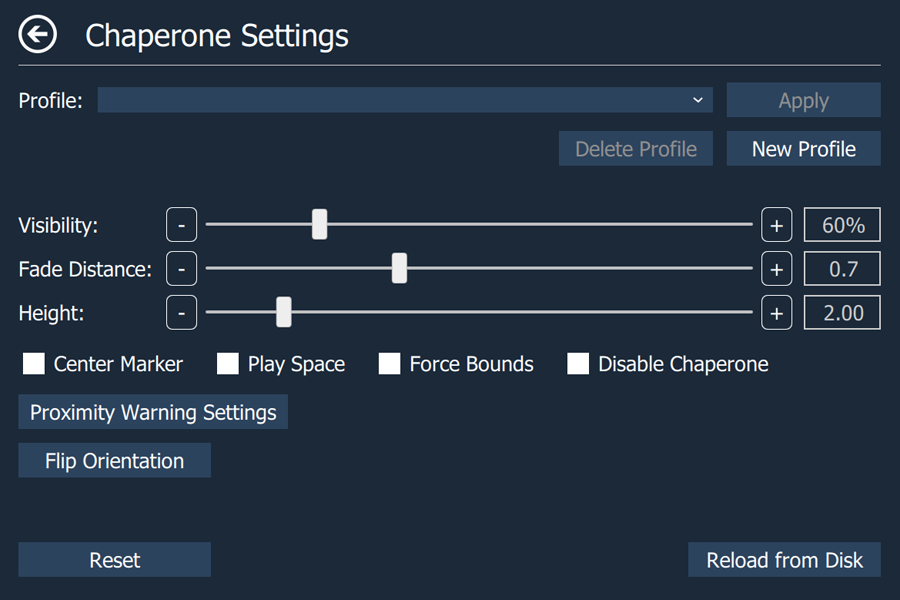 Chaperone Settings
Profile:
Apply
Delete Profile
New Profile
Visibility: - + 60%
Fade Distance: - + 0.7
Height: - + 2.00
Center Marker Play Space Force Bounds Disable Chaperone
Proximity Warning Settings
Flip Orientation
Reset
Reload from Disk